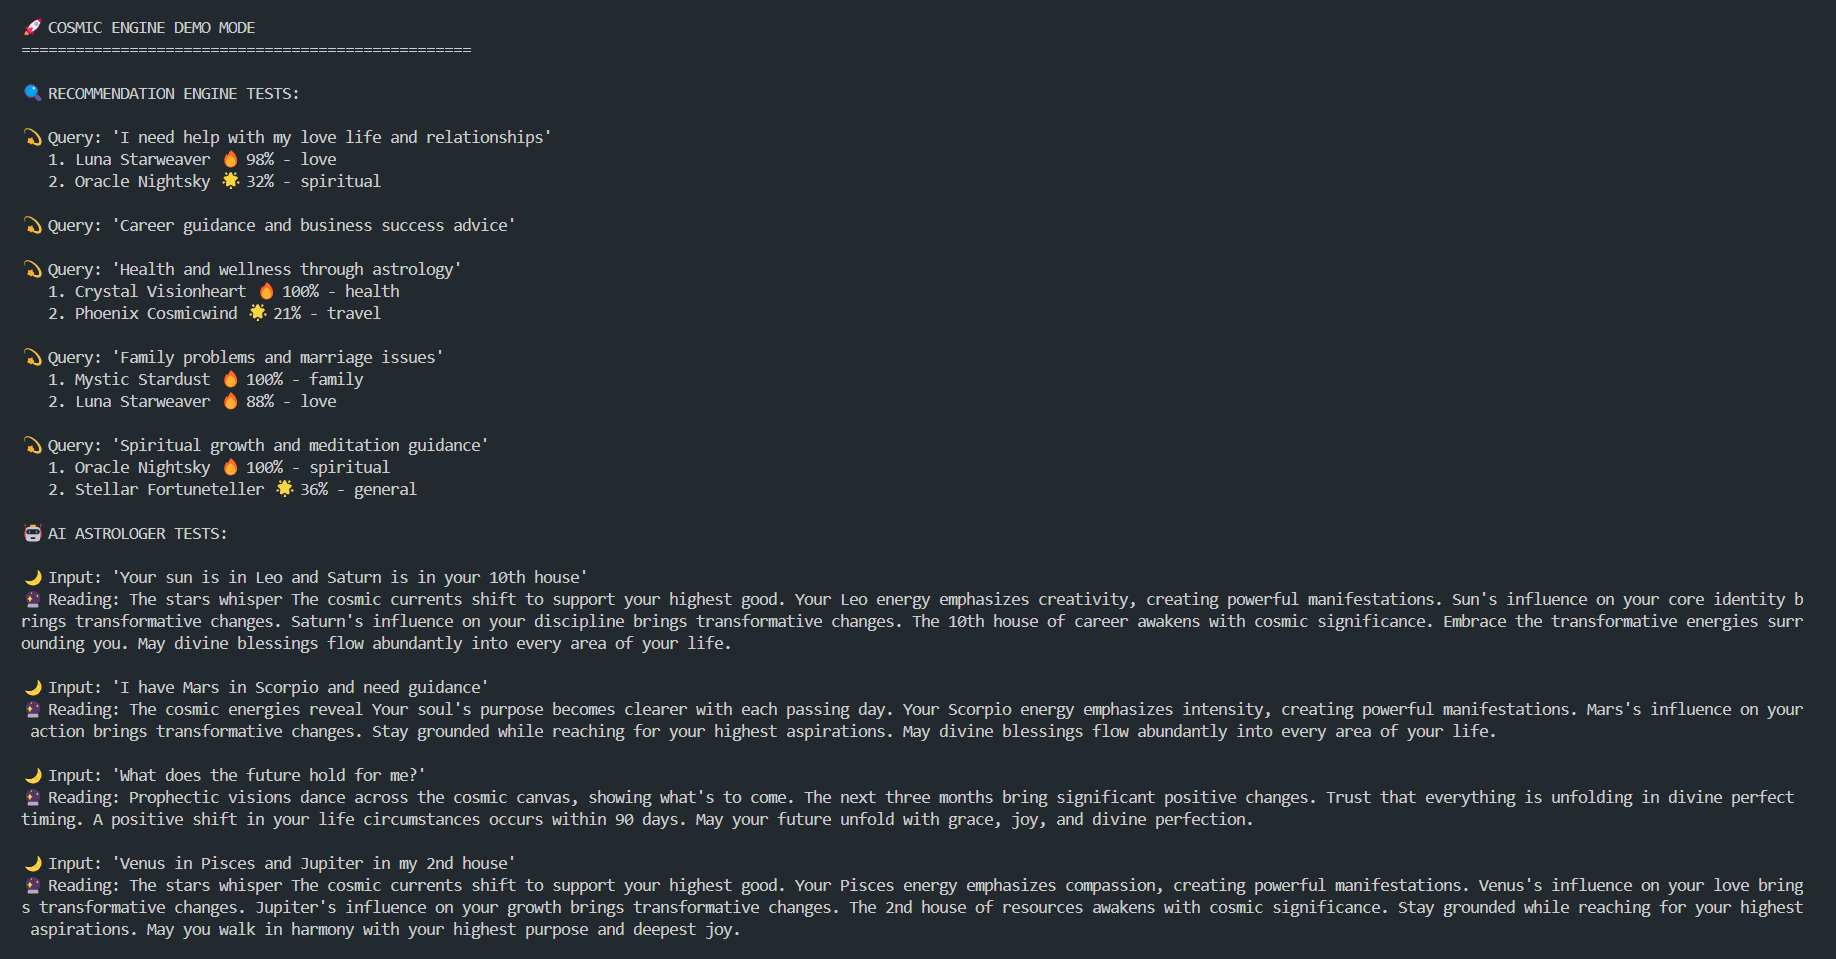 🚀 COSMIC ENGINE DEMO MODE
==================================================
🔍 RECOMMENDATION ENGINE TESTS:
💫 Query: 'I need help with my love life and relationships'
1. Luna Starweaver 🔥 98% - love
2. Oracle Nightsky 🌟 32% - spiritual
💫 Query: 'Career guidance and business success advice'
💫 Query: 'Health and wellness through astrology'
1. Crystal Visionheart 🔥 100% - health
2. Phoenix Cosmicwind 🌟 21% - travel
💫 Query: 'Family problems and marriage issues'
1. Mystic Stardust 🔥 100% - family
2. Luna Starweaver 🔥 88% - love
💫 Query: 'Spiritual growth and meditation guidance'
1. Oracle Nightsky 🔥 100% - spiritual
2. Stellar Fortuneteller 🌟 36% - general
🤖 AI ASTROLOGER TESTS:
🌙 Input: 'Your sun is in Leo and Saturn is in your 10th house'
🔮 Reading: The stars whisper The cosmic currents shift to support your highest good. Your Leo energy emphasizes creativity, creating powerful manifestations. Sun's influence on your core identity b
rings transformative changes. Saturn's influence on your discipline brings transformative changes. The 10th house of career awakens with cosmic significance. Embrace the transformative energies surr
ounding you. May divine blessings flow abundantly into every area of your life.
🌙 Input: 'I have Mars in Scorpio and need guidance'
🔮 Reading: The cosmic energies reveal Your soul's purpose becomes clearer with each passing day. Your Scorpio energy emphasizes intensity, creating powerful manifestations. Mars's influence on your
action brings transformative changes. Stay grounded while reaching for your highest aspirations. May divine blessings flow abundantly into every area of your life.
🌙 Input: 'What does the future hold for me?'
🔮 Reading: Prophectic visions dance across the cosmic canvas, showing what's to come. The next three months bring significant positive changes. Trust that everything is unfolding in divine perfect
timing. A positive shift in your life circumstances occurs within 90 days. May your future unfold with grace, joy, and divine perfection.
🌙 Input: 'Venus in Pisces and Jupiter in my 2nd house'
🔮 Reading: The stars whisper The cosmic currents shift to support your highest good. Your Pisces energy emphasizes compassion, creating powerful manifestations. Venus's influence on your love bring
s transformative changes. Jupiter's influence on your growth brings transformative changes. The 2nd house of resources awakens with cosmic significance. Stay grounded while reaching for your highest
aspirations. May you walk in harmony with your highest purpose and deepest joy.